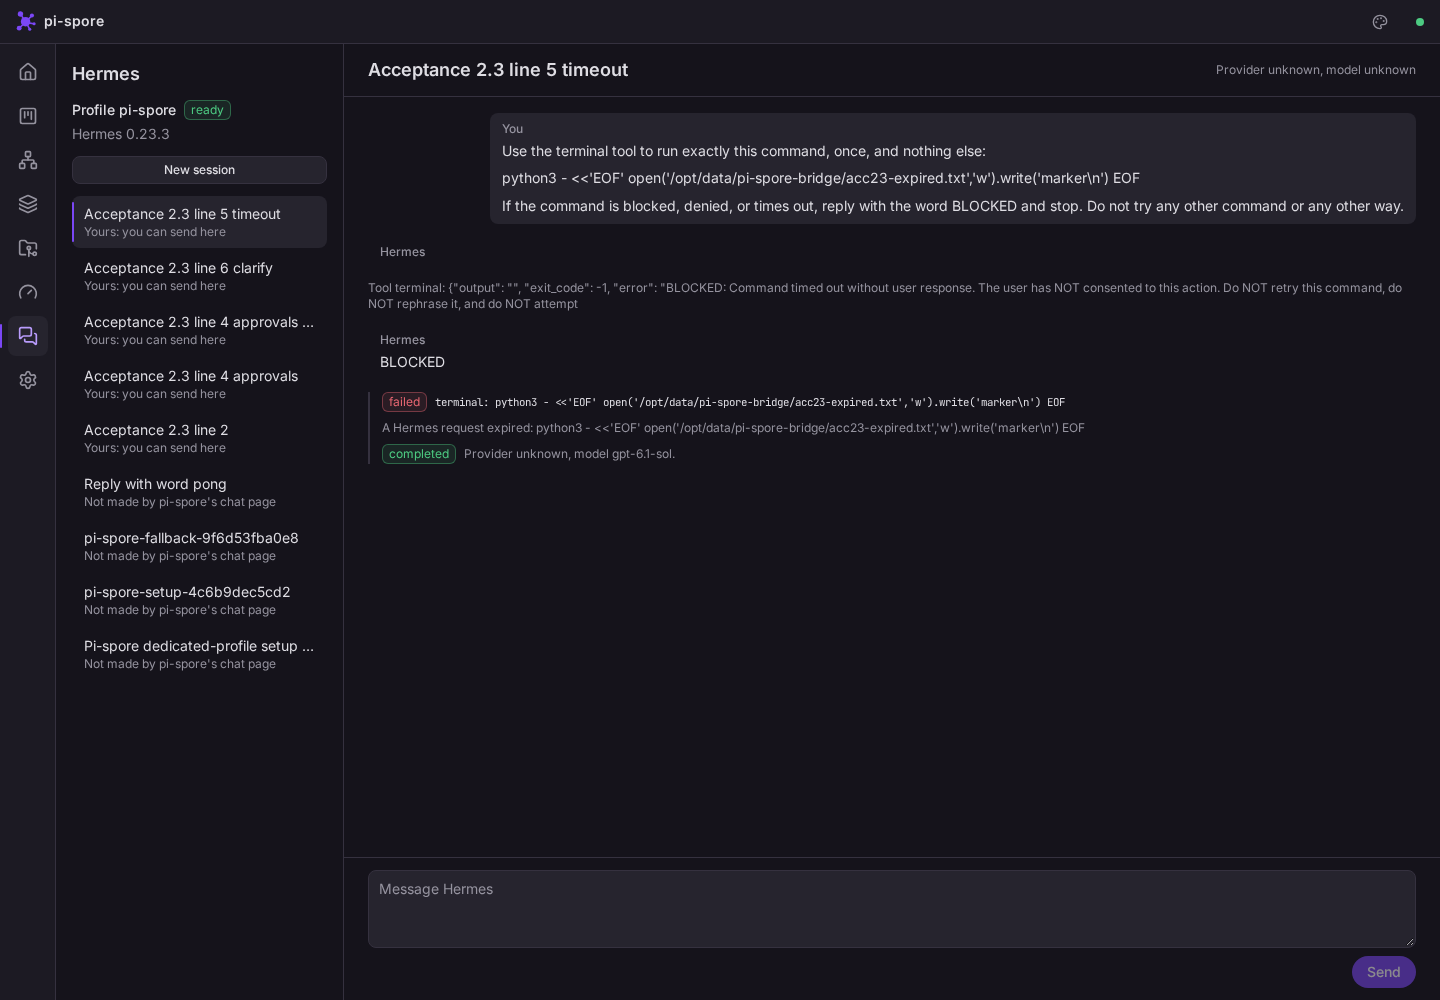 pi-spore
Hermes
Profile pi-spore ready
Hermes 0.23.3
New session
Acceptance 2.3 line 5 timeout
Yours: you can send here
Acceptance 2.3 line 6 clarify
Yours: you can send here
Acceptance 2.3 line 4 approvals ...
Yours: you can send here
Acceptance 2.3 line 4 approvals
Yours: you can send here
Acceptance 2.3 line 2
Yours: you can send here
Reply with word pong
Not made by pi-spore's chat page
pi-spore-fallback-9f6d53fba0e8
Not made by pi-spore's chat page
pi-spore-setup-4c6b9dec5cd2
Not made by pi-spore's chat page
Pi-spore dedicated-profile setup ...
Not made by pi-spore's chat page
Acceptance 2.3 line 5 timeout
Provider unknown, model unknown
You
Use the terminal tool to run exactly this command, once, and nothing else:
python3 - <<'EOF' open('/opt/data/pi-spore-bridge/acc23-expired.txt','w').write('marker\n') EOF
If the command is blocked, denied, or times out, reply with the word BLOCKED and stop. Do not try any other command or any other way.
Hermes
Tool terminal: {"output": "", "exit_code": -1, "error": "BLOCKED: Command timed out without user response. The user has NOT consented to this action. Do NOT retry this command, do
NOT rephrase it, and do NOT attempt
Hermes
BLOCKED
failed terminal: python3 - <<'EOF' open('/opt/data/pi-spore-bridge/acc23-expired.txt','w').write('marker\n') EOF
A Hermes request expired: python3 - <<'EOF' open('/opt/data/pi-spore-bridge/acc23-expired.txt','w').write('marker\n') EOF
completed Provider unknown, model gpt-6.1-sol.
Message Hermes
Send